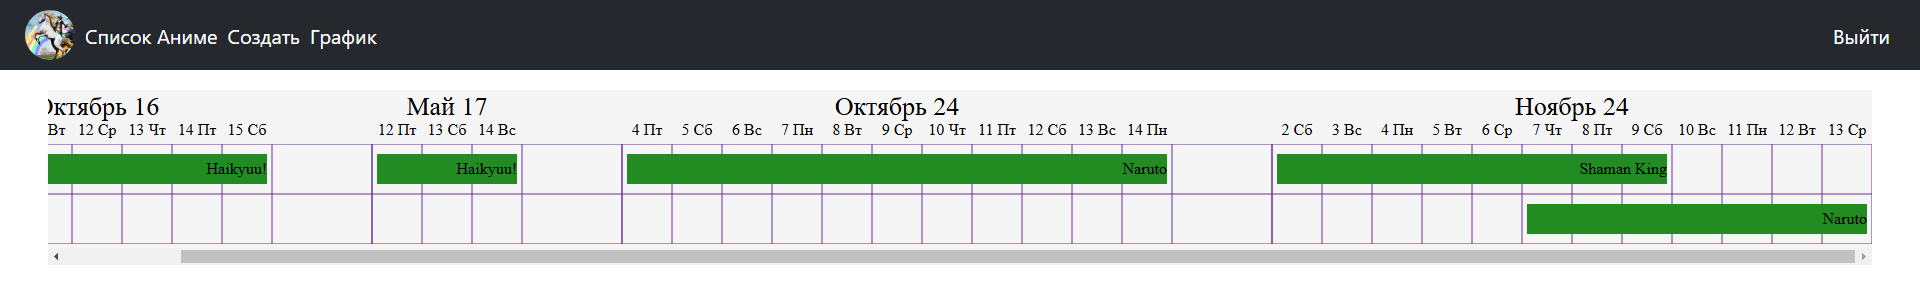 Список Аниме Создать График Выйти
Октябрь 16 Май 17 Октябрь 24 Ноябрь 24
Вт 12 Ср 13 Чт 14 Пт 15 Сб 12 Пт 13 Сб 14 Вс 4 Пт 5 Сб 6 Вс 7 Пн 8 Вт 9 Ср 10 Чт 11 Пт 12 Сб 13 Вс 14 Пн 2 Сб 3 Вс 4 Пн 5 Вт 6 Ср 7 Чт 8 Пт 9 Сб 10 Вс 11 Пн 12 Вт 13 Ср
Haikyuu! Haikyuu! Naruto Shaman King
Naruto